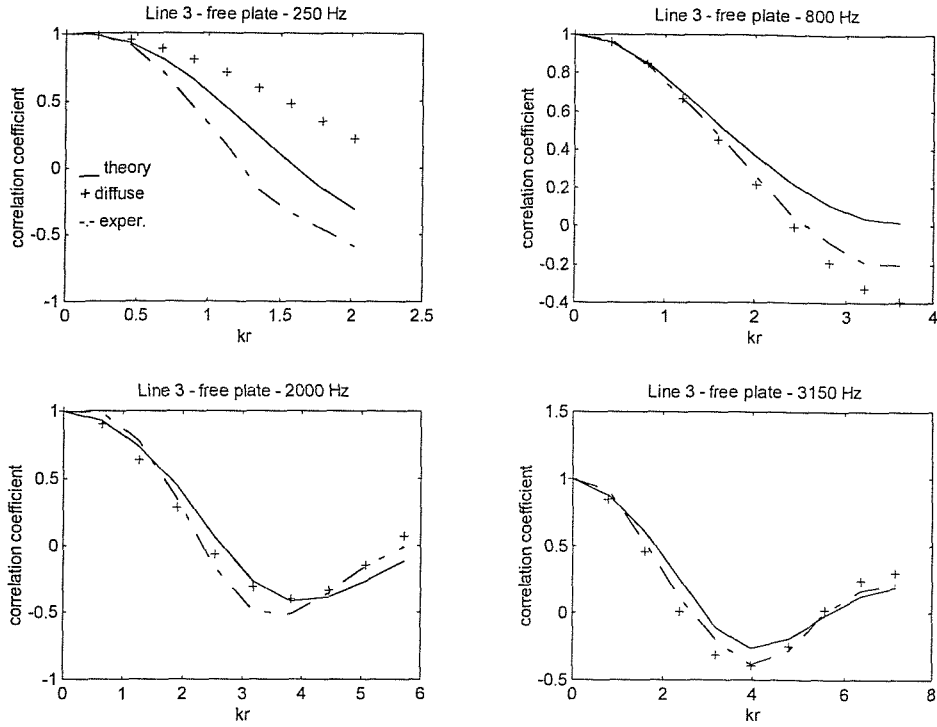 Line 3 - free plate - 250 Hz
correlation coefficient
1
0.5
0
-0.5
-1
__ theory
+ diffuse
-.- exper.
0 0.5 1 1.5 2 2.5
kr
Line 3 - free plate - 800 Hz
correlation coefficient
1
0.8
0.6
0.4
0.2
0
-0.2
-0.4
0 1 2 3 4
kr
Line 3 - free plate - 2000 Hz
correlation coefficient
1
0.5
0
-0.5
-1
0 1 2 3 4 5 6
kr
Line 3 - free plate - 3150 Hz
correlation coefficient
1.5
1
0.5
0
-0.5
0 2 4 6 8
kr